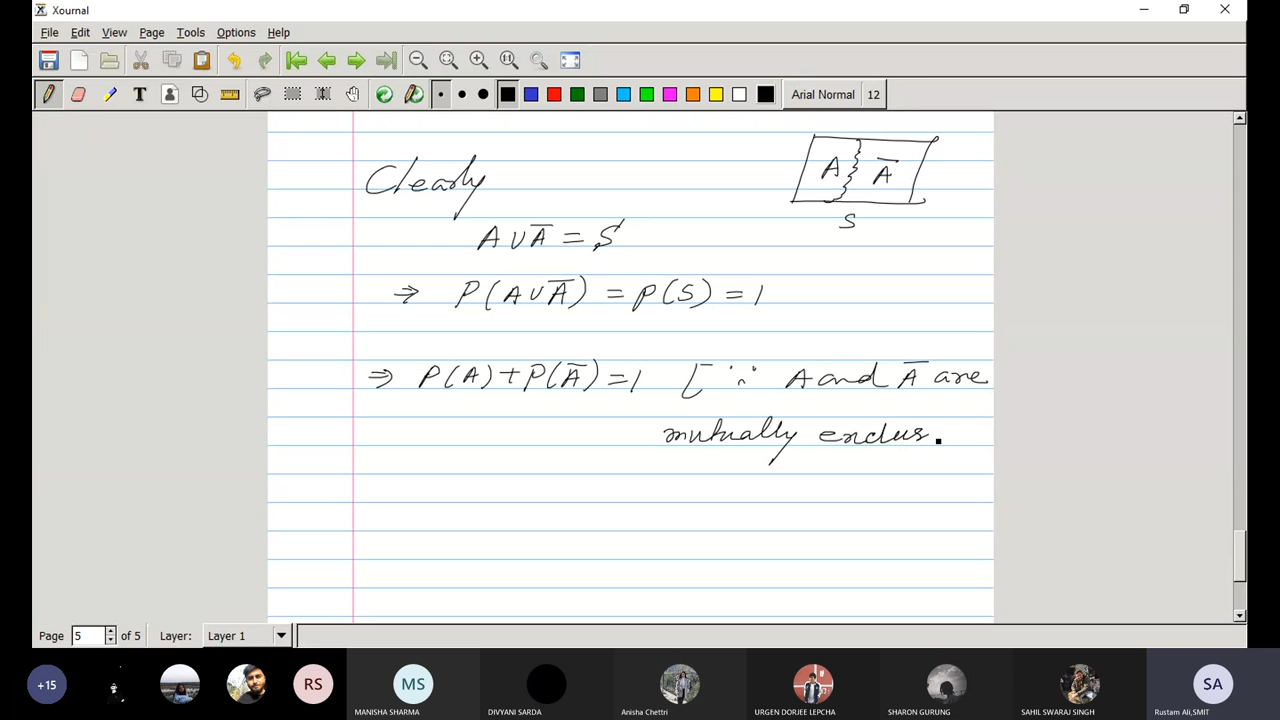 Xournal
File Edit View Page Tools Options Help
Arial Normal 12
Clearly
A Ā
S
A ∪ Ā = S
⇒ P(A ∪ Ā) = P(S) = 1
⇒ P(A) + P(Ā) = 1 [∵ A and Ā are
mutually exclus
Page 5 of 5 Layer: Layer 1
+15 RS MS SA
MANISHA SHARMA DIVYANI SARDA Anisha Chettri URGEN DORJEE LEPCHA SHARON GURUNG SAHIL SWARAJ SINGH Rustam Ali,SMIT